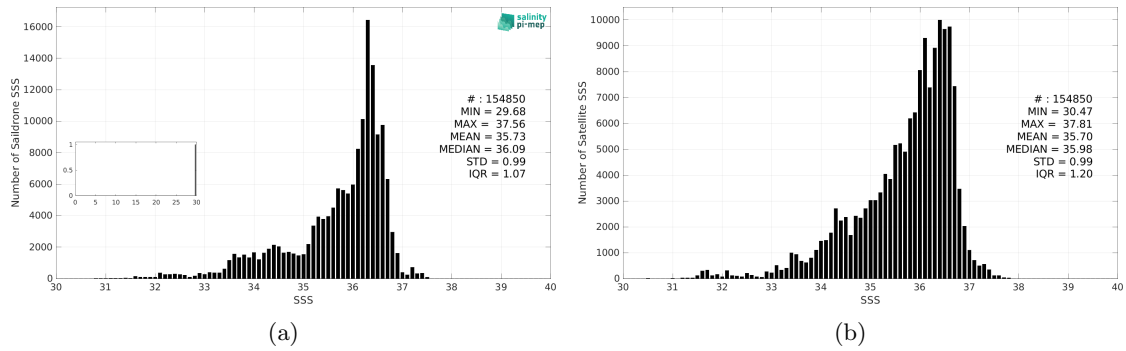 salinity
pi-mep
Number of Saildrone SSS
16000
14000
12000
10000
8000
6000
4000
2000
0
# : 154850
MIN = 29.68
MAX = 37.56
MEAN = 35.73
MEDIAN = 36.09
STD = 0.99
IQR = 1.07
1
0.5
0
0 5 10 15 20 25 30
30 31 32 33 34 35 36 37 38 39 40
SSS
(a)
Number of Satellite SSS
10000
9000
8000
7000
6000
5000
4000
3000
2000
1000
0
# : 154850
MIN = 30.47
MAX = 37.81
MEAN = 35.70
MEDIAN = 35.98
STD = 0.99
IQR = 1.20
30 31 32 33 34 35 36 37 38 39 40
SSS
(b)